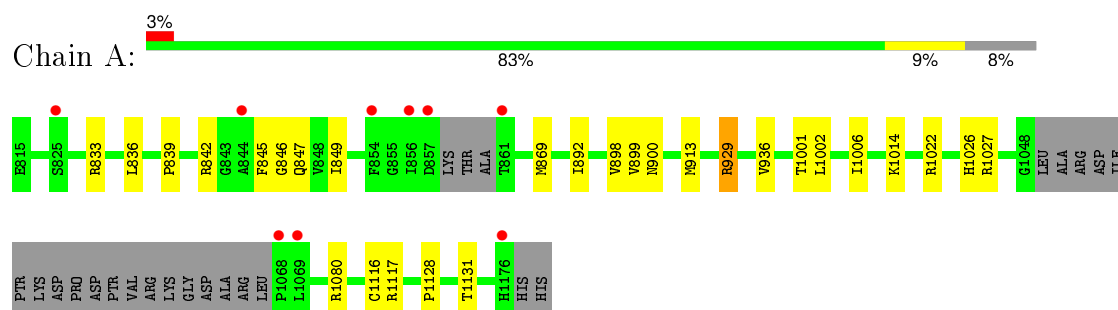 3%
Chain A:
83% 9% 8%
E815 S825 R833 L836 P839 R842 G843 A844 F845 G846 Q847 V848 I849 F854 G855 I856 D857 LYS THR ALA T861 M869 I892 V898 V899 N900 M913 R929 V936 T1001 L1002 I1006 K1014 R1022 H1026 R1027 G1048 LEU ALA ARG ASP
PTR LYS ASP PRO ASP PTR VAL ARG LYS GLY ASP ALA ARG LEU P1068 L1069 R1080 C1116 R1117 P1128 T1131 H1176 HIS HIS